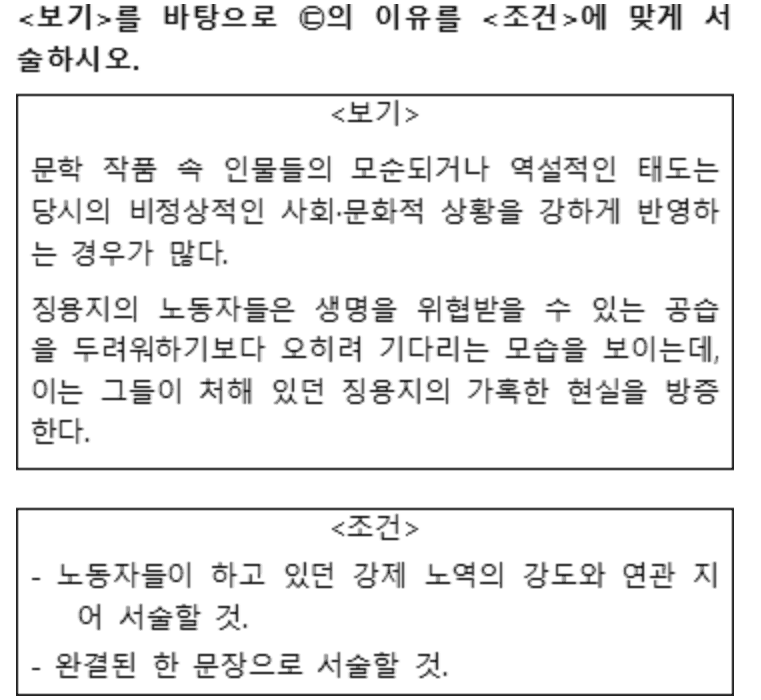 <보기>를 바탕으로 ㉢의 이유를 <조건>에 맞게 서
술하시오.
<보기>
문학 작품 속 인물들의 모순되거나 역설적인 태도는
당시의 비정상적인 사회·문화적 상황을 강하게 반영하
는 경우가 많다.
징용지의 노동자들은 생명을 위협받을 수 있는 공습
을 두려워하기보다 오히려 기다리는 모습을 보이는데,
이는 그들이 처해 있던 징용지의 가혹한 현실을 방증
한다.
<조건>
- 노동자들이 하고 있던 강제 노역의 강도와 연관 지
어 서술할 것.
- 완결된 한 문장으로 서술할 것.